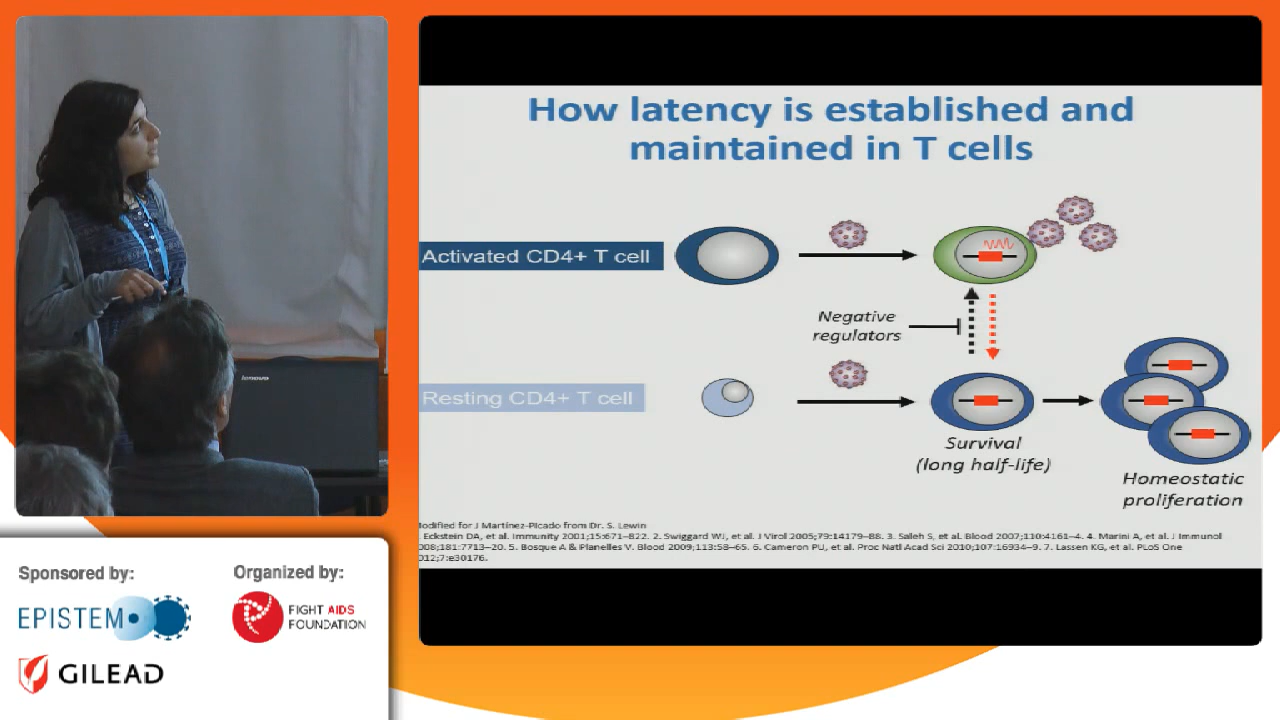 How latency is established and
maintained in T cells
Activated CD4+ T cell
Negative
regulators
Resting CD4+ T cell
Survival
(long half-life)
Homeostatic
proliferation
odified for J Martínez-Picado from Dr. S. Lewin
Eckstein DA, et al. Immunity 2001;15:671–822. 2. Swiggard WJ, et al. J Virol 2005;79:14179–88. 3. Saleh S, et al. Blood 2007;110:4161–4. 4. Marini A, et al. J Immunol
008;181:7713–20. 5. Bosque A & Planelles V. Blood 2009;113:58–65. 6. Cameron PU, et al. Proc Natl Acad Sci 2010;107:16934–9. 7. Lassen KG, et al. PLoS One
012;7:e30176.
lenovo
Sponsored by:
EPISTEM
GILEAD
Organized by:
FIGHT AIDS
FOUNDATION